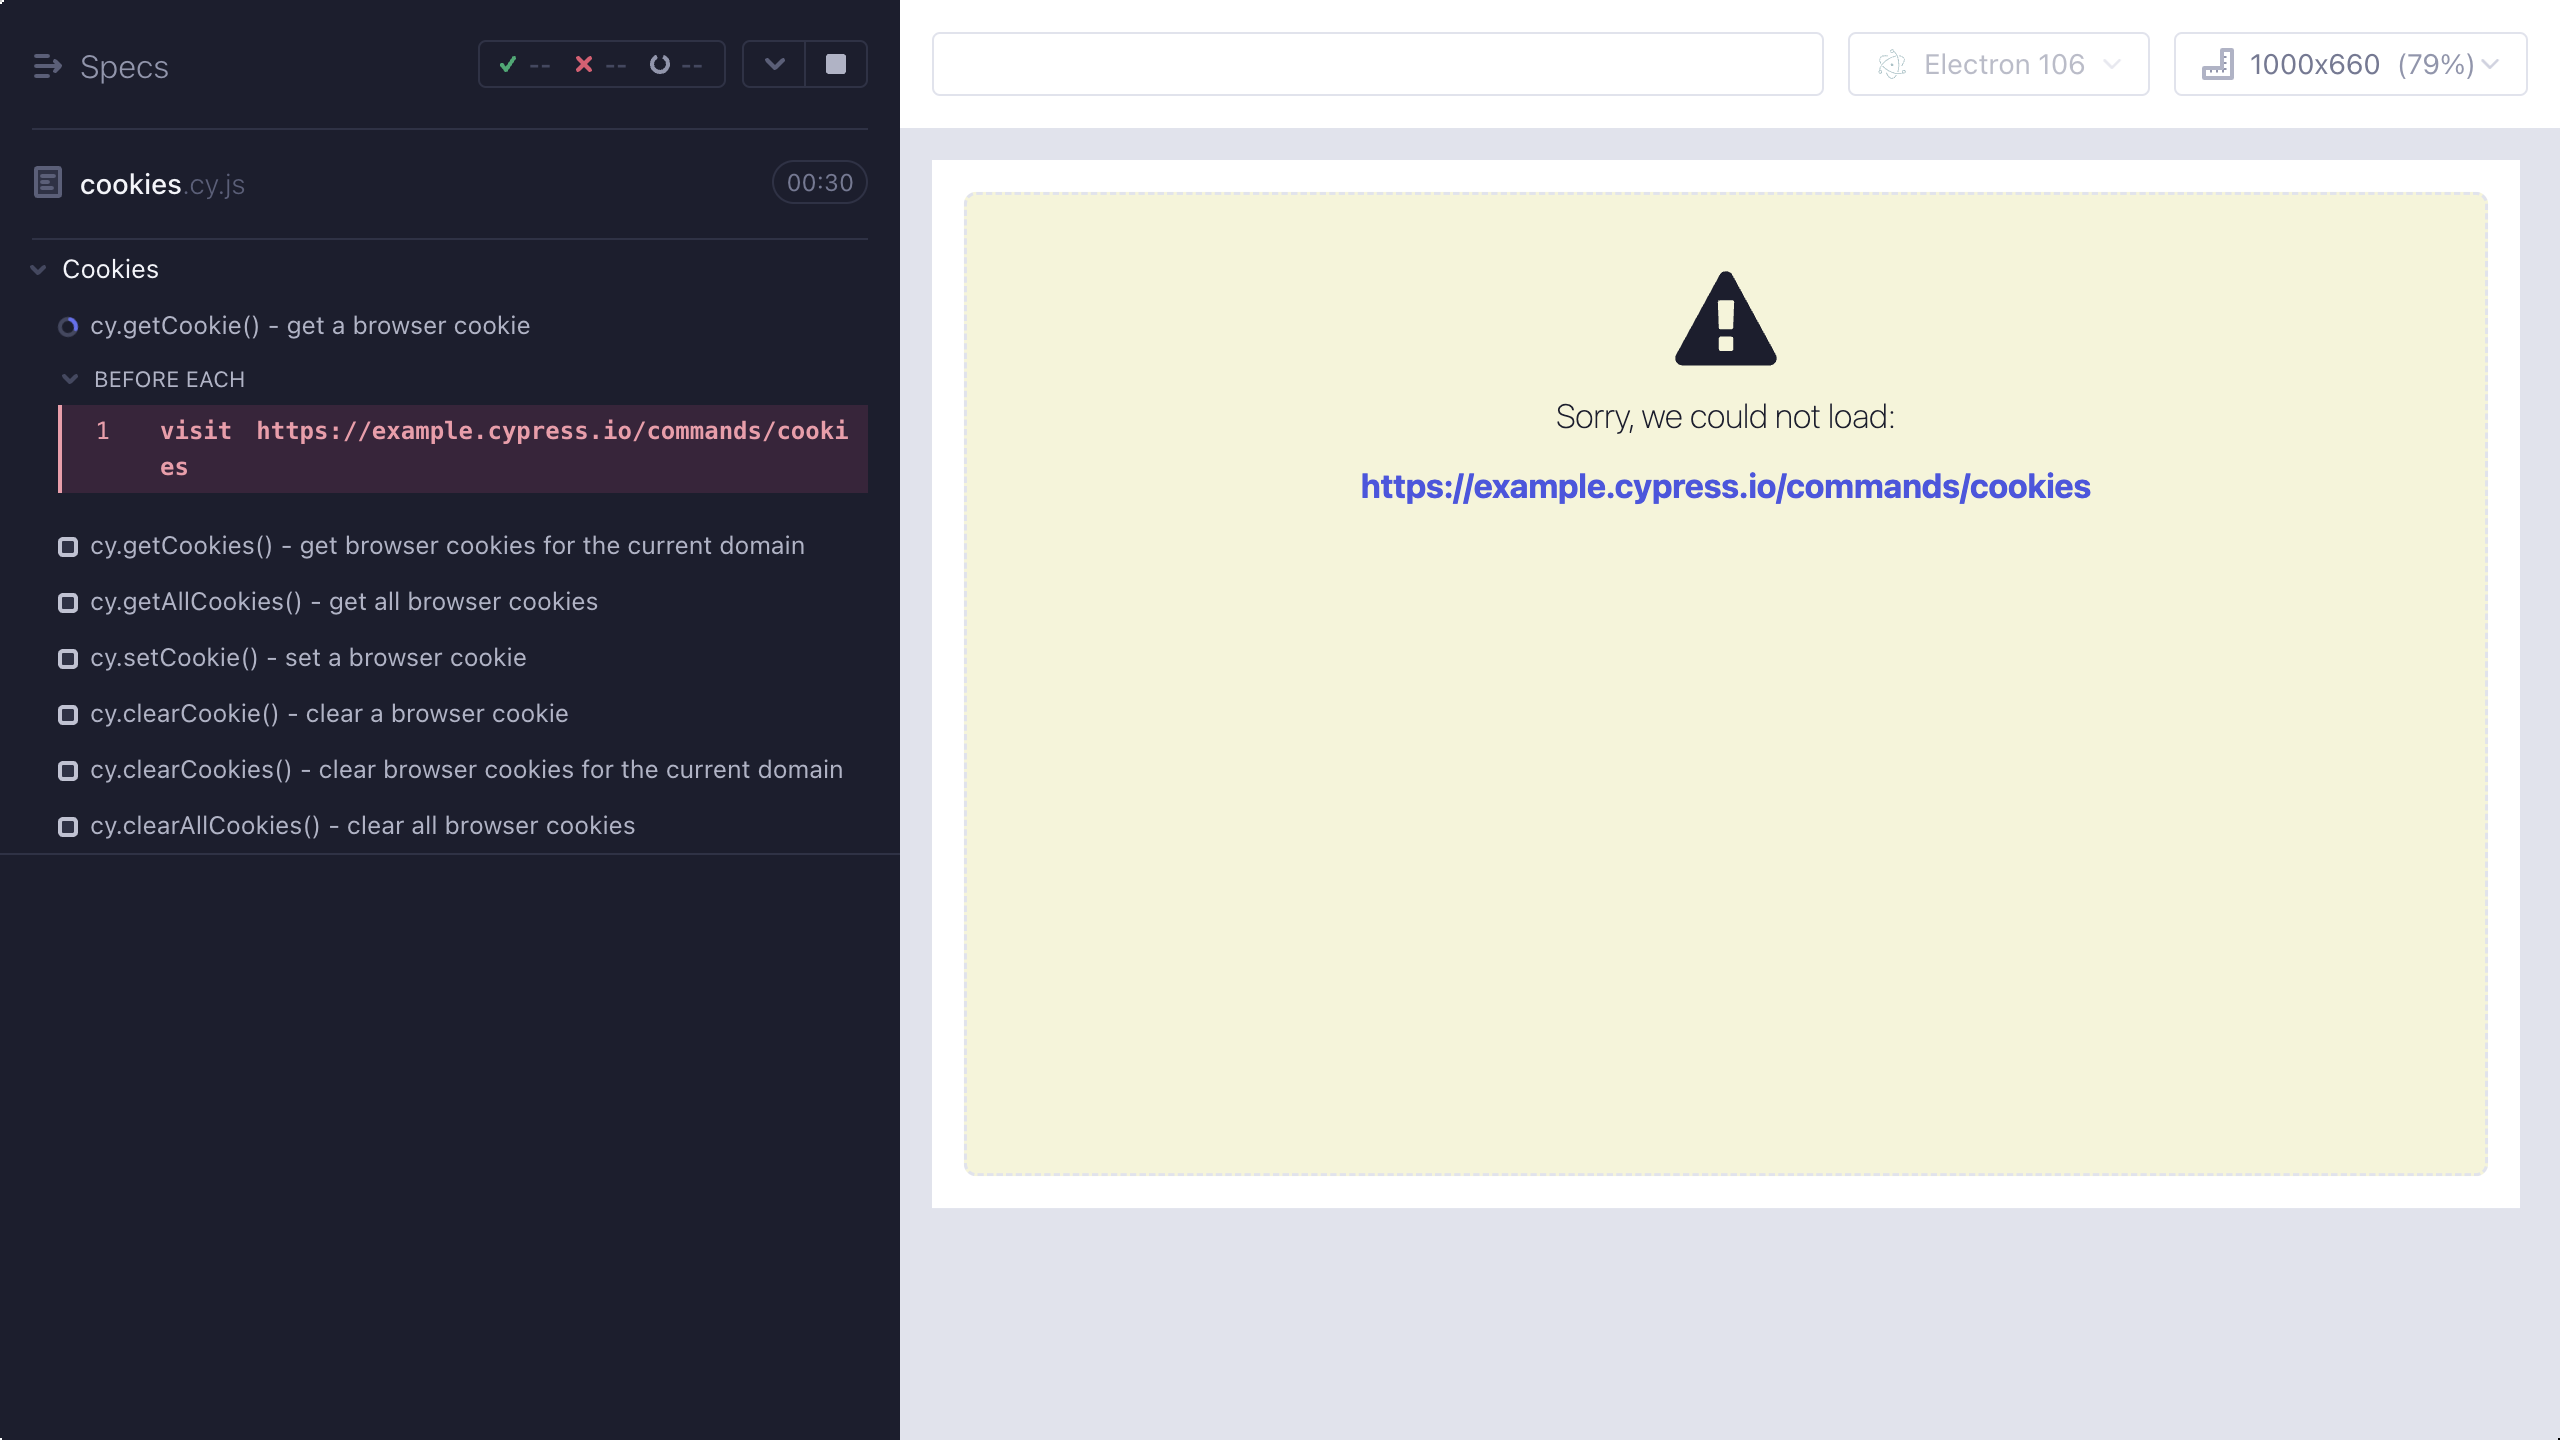 Specs
-- -- --
cookies.cy.js
00:30
Cookies
cy.getCookie() - get a browser cookie
BEFORE EACH
1 visit https://example.cypress.io/commands/cooki
es
cy.getCookies() - get browser cookies for the current domain
cy.getAllCookies() - get all browser cookies
cy.setCookie() - set a browser cookie
cy.clearCookie() - clear a browser cookie
cy.clearCookies() - clear browser cookies for the current domain
cy.clearAllCookies() - clear all browser cookies
Electron 106
1000x660 (79%)
Sorry, we could not load:
https://example.cypress.io/commands/cookies